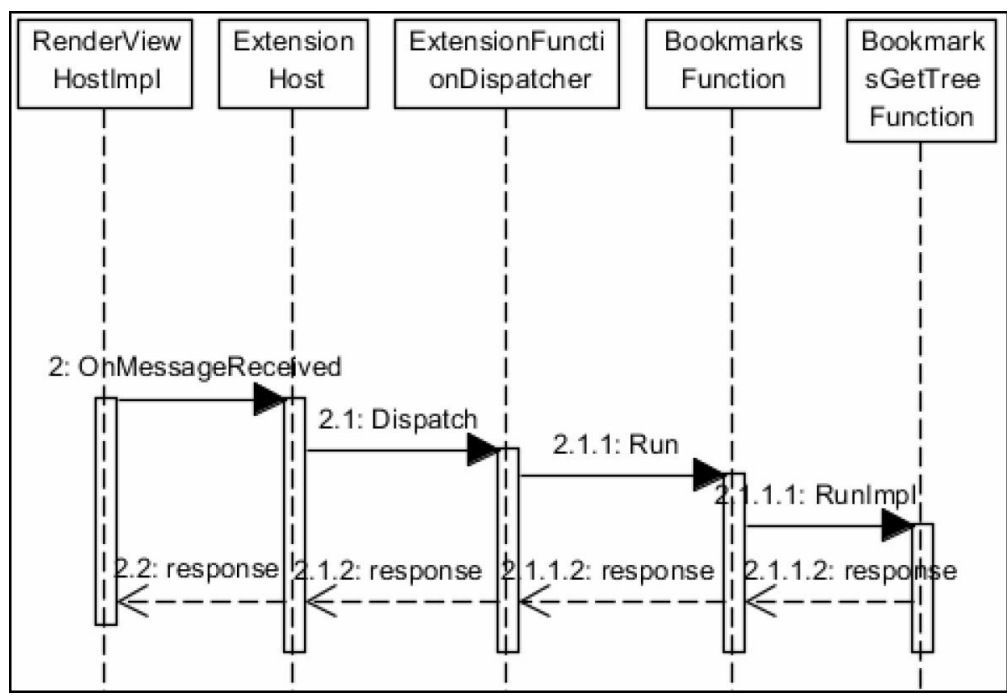 RenderView
HostImpl
Extension
Host
ExtensionFuncti
onDispatcher
Bookmarks
Function
Bookmark
sGetTree
Function
2: OnMessageReceived
2.1: Dispatch
2.1.1: Run
2.1.1.1: RunImpl
2.2: response
2.1.2: response
2.1.1.2: response
2.1.1.2: response